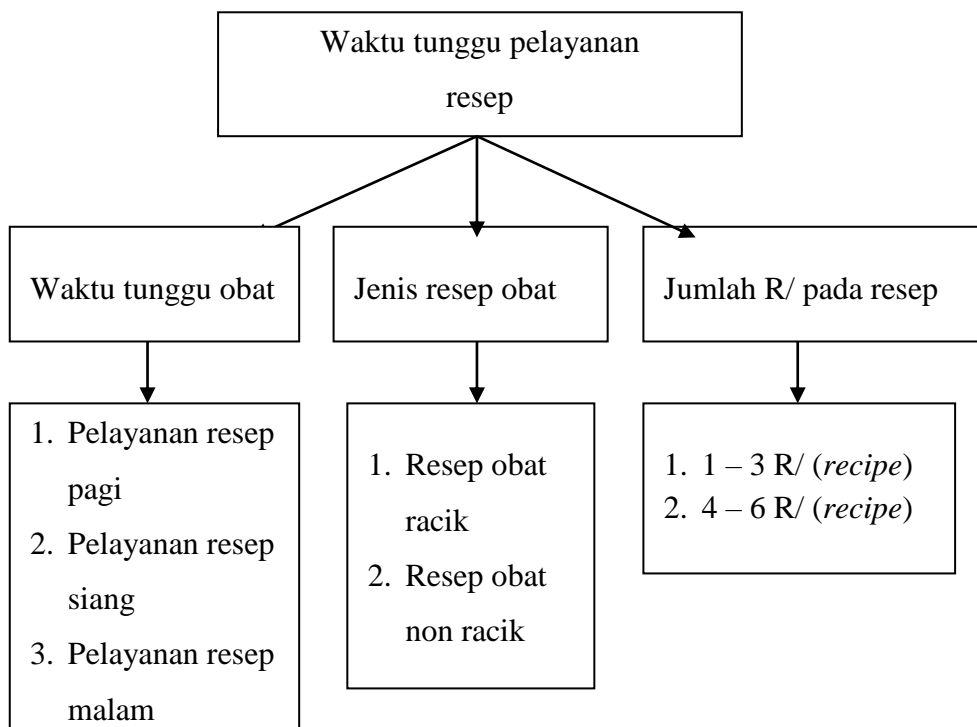 Waktu tunggu pelayanan
resep
Waktu tunggu obat
Jenis resep obat
Jumlah R/ pada resep
1. Pelayanan resep
pagi
2. Pelayanan resep
siang
3. Pelayanan resep
malam
1. Resep obat
racik
2. Resep obat
non racik
1. 1 – 3 R/ (recipe)
2. 4 – 6 R/ (recipe)